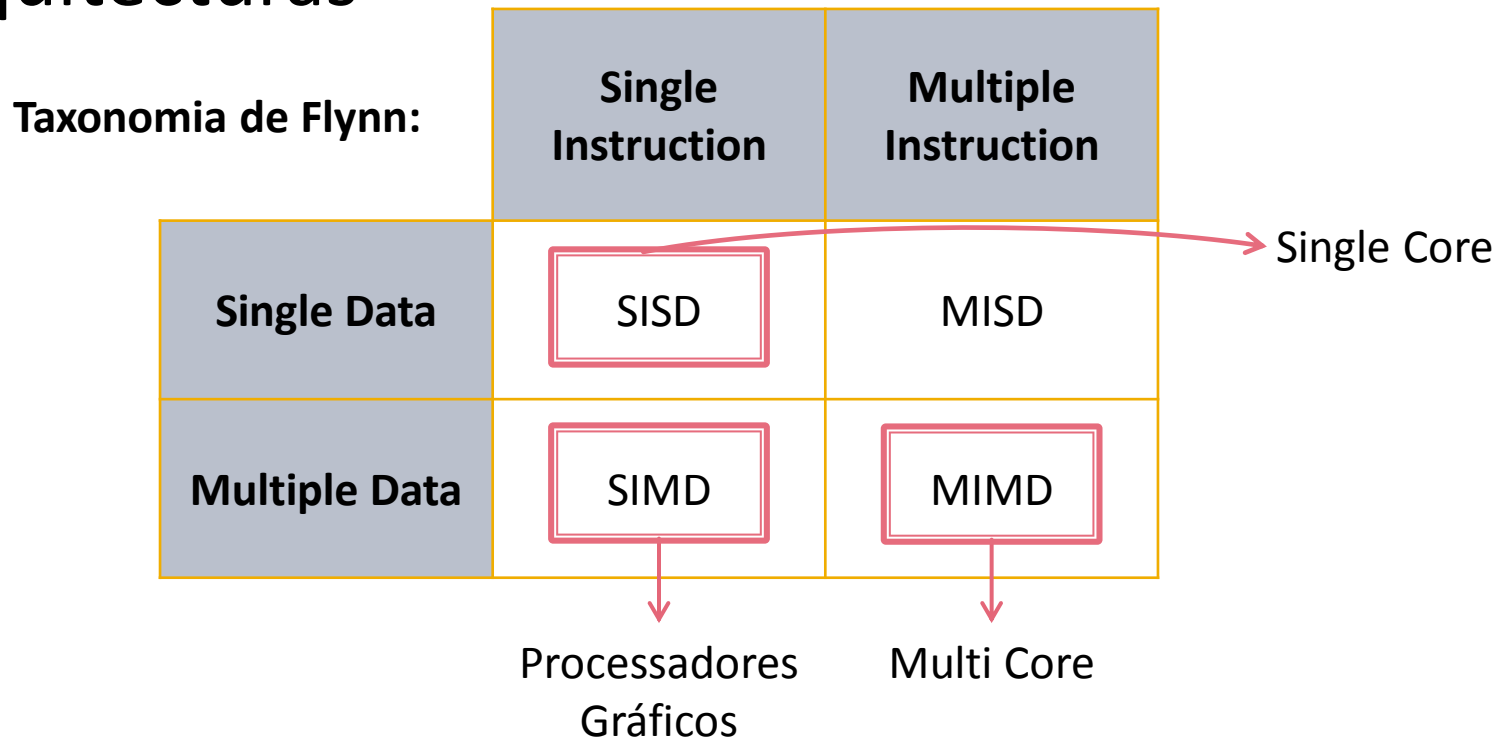 Taxonomia de Flynn:
Single
Instruction
Multiple
Instruction
Single Data
SISD
MISD
Single Core
Multiple Data
SIMD
MIMD
Processadores
Gráficos
Multi Core